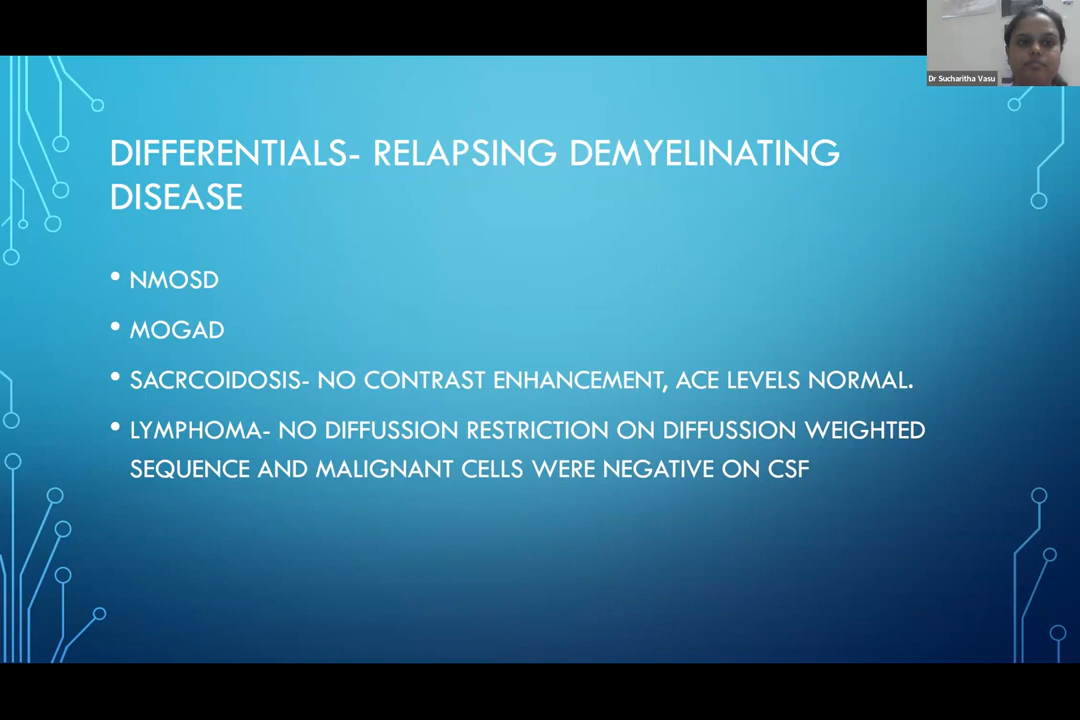 Dr Sucharitha Vasu
DIFFERENTIALS- RELAPSING DEMYELINATING
DISEASE
• NMOSD
• MOGAD
• SACRCOIDOSIS- NO CONTRAST ENHANCEMENT, ACE LEVELS NORMAL.
• LYMPHOMA- NO DIFFUSSION RESTRICTION ON DIFFUSSION WEIGHTED
SEQUENCE AND MALIGNANT CELLS WERE NEGATIVE ON CSF